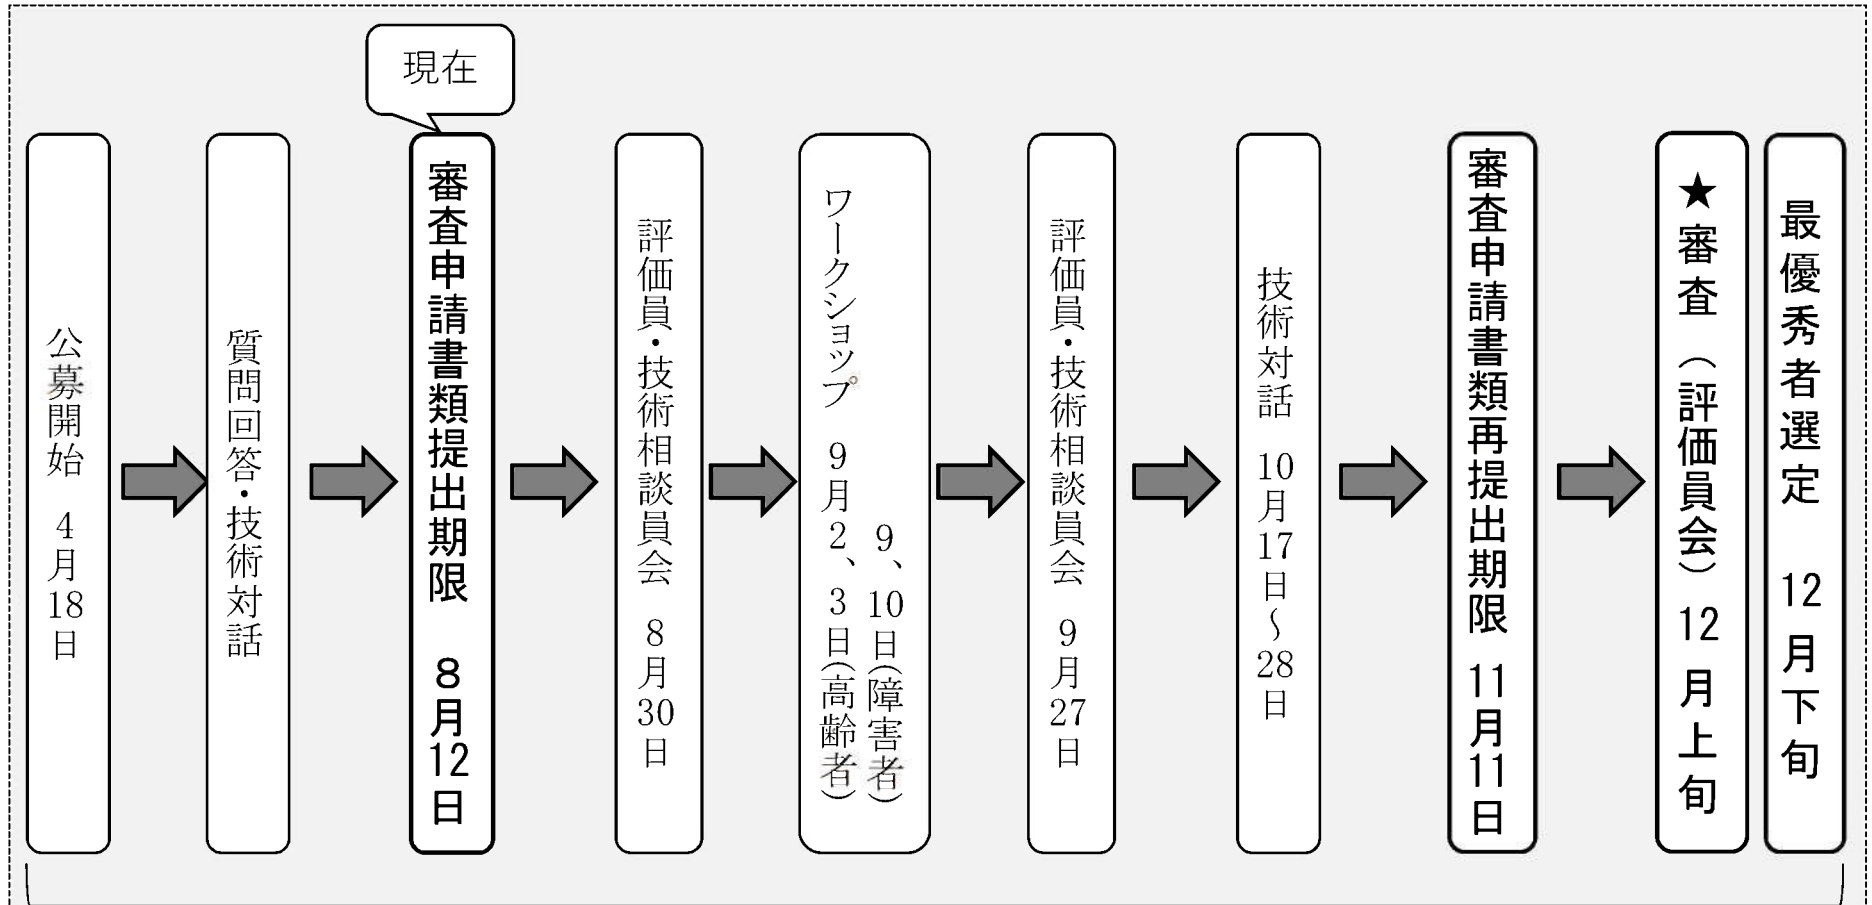 現在
公募開始　4月18日
質問回答・技術対話
審査申請書類提出期限　8月12日
評価員・技術相談員会　8月30日
ワークショップ　9月2、3日(高齢者)
9、10日(障害者)
評価員・技術相談員会　9月27日
技術対話　10月17日～28日
審査申請書類再提出期限　11月11日
★審査（評価員会）12月上旬
最優秀者選定　12月下旬